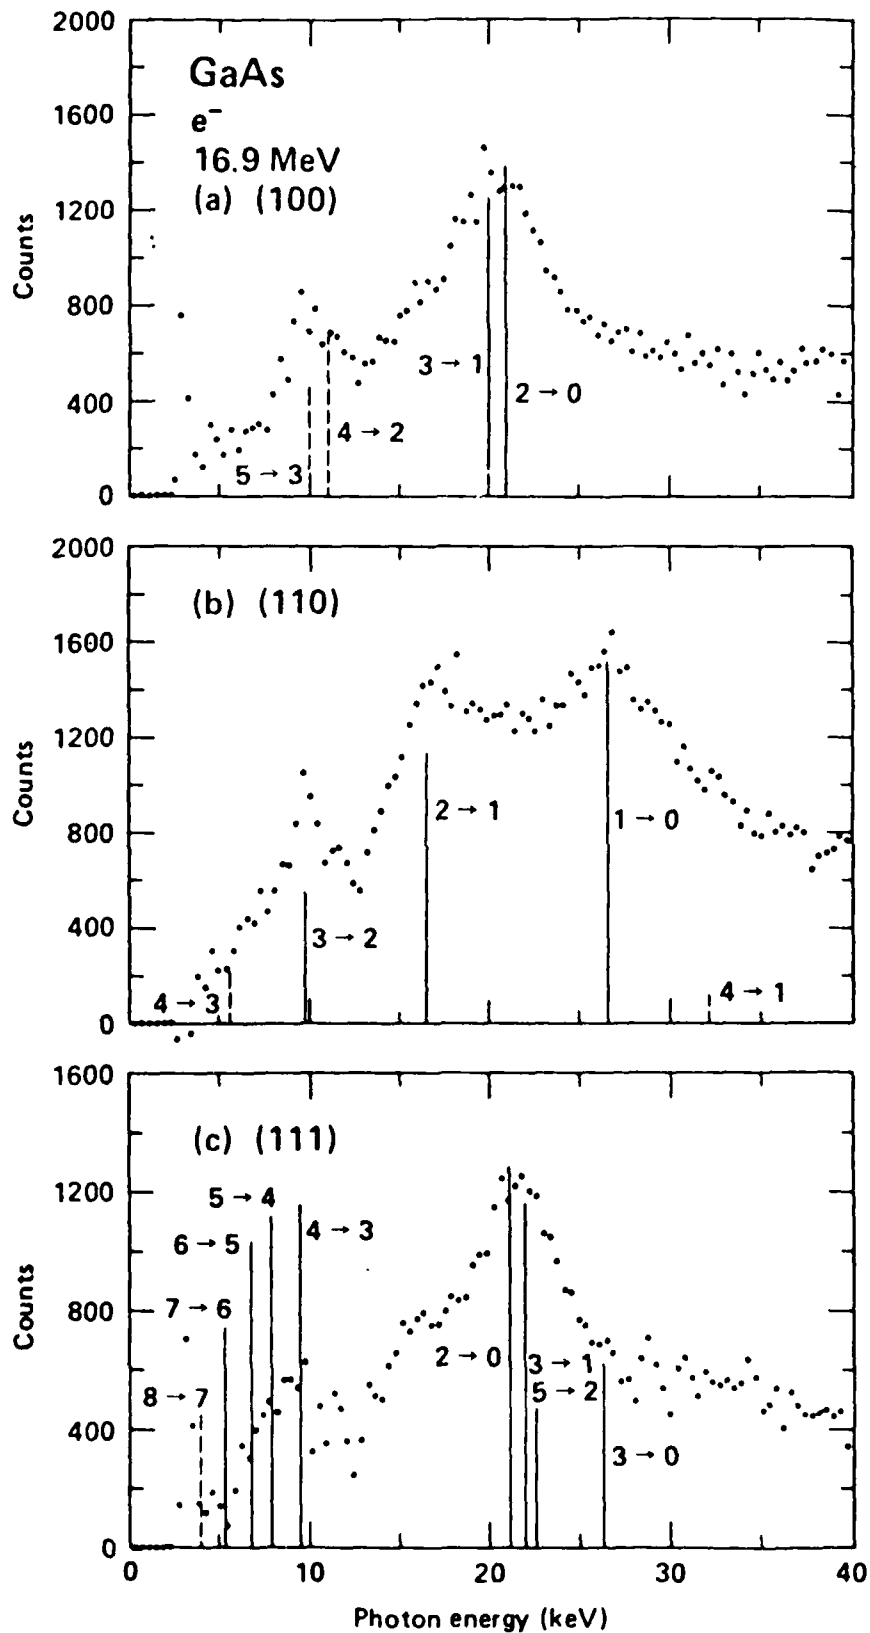 2000
GaAs
1600
e⁻
16.9 MeV
(a) (100)
1200
Counts
800
3 → 1
2 → 0
400
4 → 2
5 → 3
0
2000
(b) (110)
1600
1200
Counts
2 → 1
1 → 0
800
400
3 → 2
4 → 3
4 → 1
0
1600
(c) (111)
1200
5 → 4
4 → 3
6 → 5
Counts
800
7 → 6
2 → 0
3 → 1
8 → 7
5 → 2
400
3 → 0
0
0 10 20 30 40
Photon energy (keV)